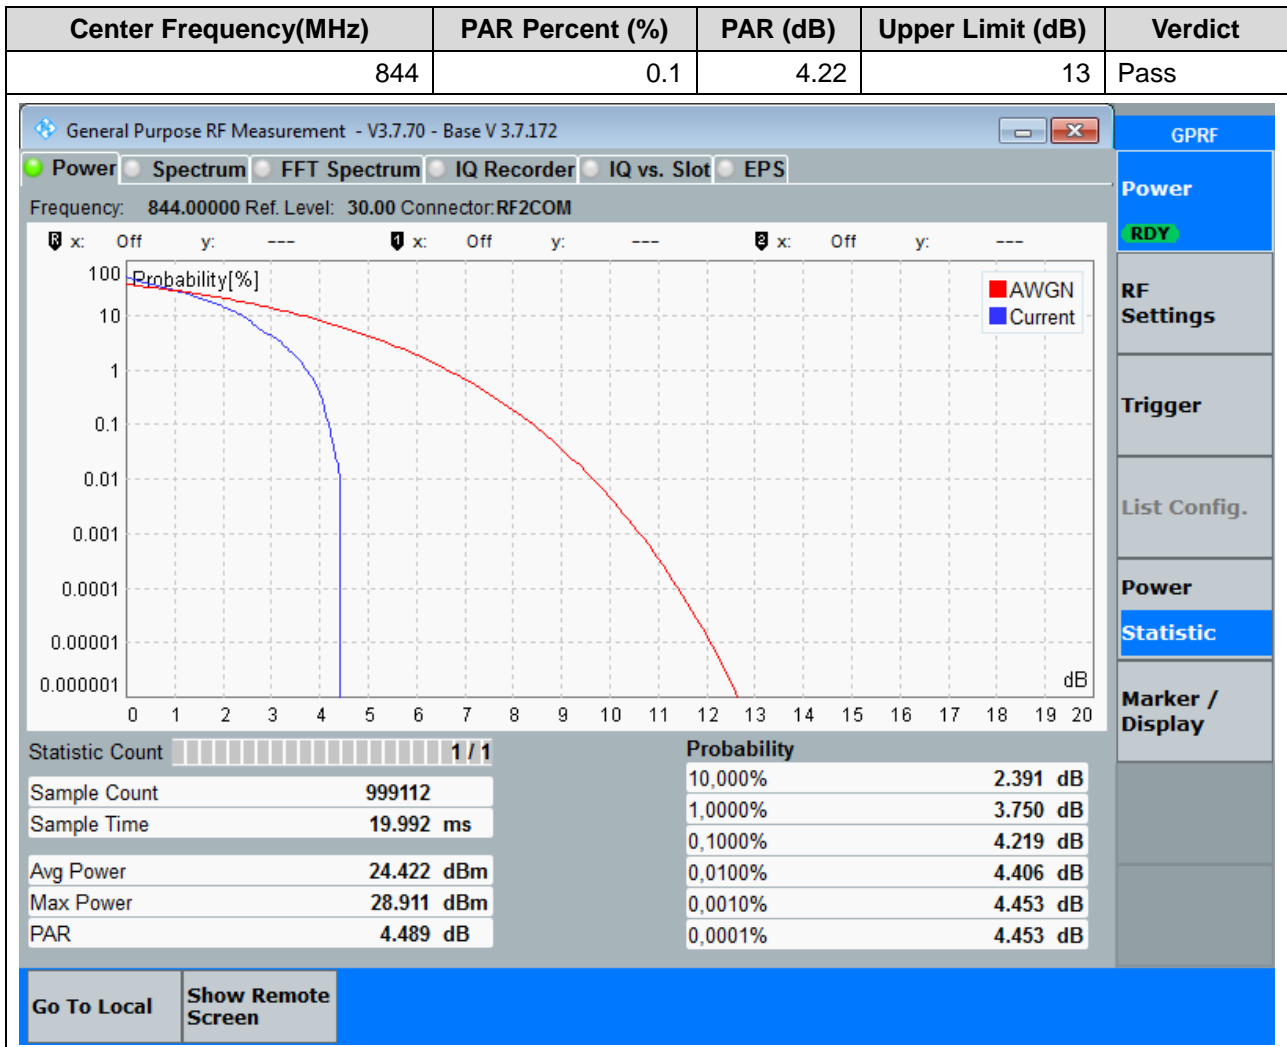 Center Frequency(MHz) PAR Percent (%) PAR (dB) Upper Limit (dB) Verdict
844 0.1 4.22 13 Pass
General Purpose RF Measurement - V3.7.70 - Base V 3.7.172
GPRF
Power Spectrum FFT Spectrum IQ Recorder IQ vs. Slot EPS
Frequency: 844.00000 Ref. Level: 30.00 Connector: RF2COM
R x: Off y: --- 1 x: Off y: --- 2 x: Off y: ---
Probability[%]
AWGN
Current
100
10
1
0.1
0.01
0.001
0.0001
0.00001
0.000001
dB
0 1 2 3 4 5 6 7 8 9 10 11 12 13 14 15 16 17 18 19 20
Statistic Count 1 / 1
Sample Count 999112
Sample Time 19.992 ms
Avg Power 24.422 dBm
Max Power 28.911 dBm
PAR 4.489 dB
Probability
10,000% 2.391 dB
1,0000% 3.750 dB
0,1000% 4.219 dB
0,0100% 4.406 dB
0,0010% 4.453 dB
0,0001% 4.453 dB
Power
RDY
RF
Settings
Trigger
List Config.
Power
Statistic
Marker /
Display
Go To Local
Show Remote
Screen